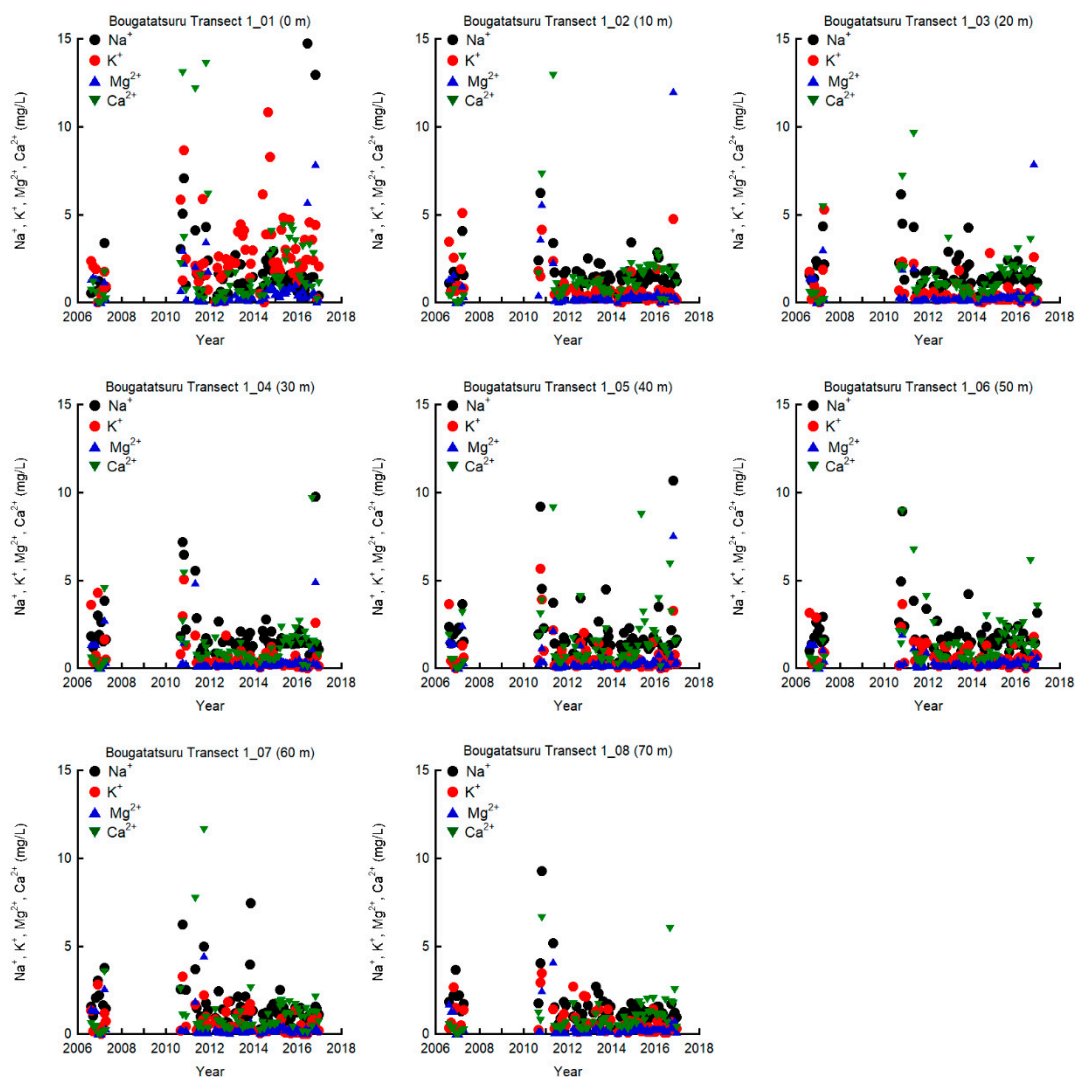 Bougatatsuru Transect 1_01 (0 m)
Na⁺
K⁺
Mg²⁺
Ca²⁺
Na⁺, K⁺, Mg²⁺, Ca²⁺ (mg/L)
15
10
5
0
2006 2008 2010 2012 2014 2016 2018
Year
Bougatatsuru Transect 1_02 (10 m)
Na⁺
K⁺
Mg²⁺
Ca²⁺
Na⁺, K⁺, Mg²⁺, Ca²⁺ (mg/L)
15
10
5
0
2006 2008 2010 2012 2014 2016 2018
Year
Bougatatsuru Transect 1_03 (20 m)
Na⁺
K⁺
Mg²⁺
Ca²⁺
Na⁺, K⁺, Mg²⁺, Ca²⁺ (mg/L)
15
10
5
0
2006 2008 2010 2012 2014 2016 2018
Year
Bougatatsuru Transect 1_04 (30 m)
Na⁺
K⁺
Mg²⁺
Ca²⁺
Na⁺, K⁺, Mg²⁺, Ca²⁺ (mg/L)
15
10
5
0
2006 2008 2010 2012 2014 2016 2018
Year
Bougatatsuru Transect 1_05 (40 m)
Na⁺
K⁺
Mg²⁺
Ca²⁺
Na⁺, K⁺, Mg²⁺, Ca²⁺ (mg/L)
15
10
5
0
2006 2008 2010 2012 2014 2016 2018
Year
Bougatatsuru Transect 1_06 (50 m)
Na⁺
K⁺
Mg²⁺
Ca²⁺
Na⁺, K⁺, Mg²⁺, Ca²⁺ (mg/L)
15
10
5
0
2006 2008 2010 2012 2014 2016 2018
Year
Bougatatsuru Transect 1_07 (60 m)
Na⁺
K⁺
Mg²⁺
Ca²⁺
Na⁺, K⁺, Mg²⁺, Ca²⁺ (mg/L)
15
10
5
0
2006 2008 2010 2012 2014 2016 2018
Year
Bougatatsuru Transect 1_08 (70 m)
Na⁺
K⁺
Mg²⁺
Ca²⁺
Na⁺, K⁺, Mg²⁺, Ca²⁺ (mg/L)
15
10
5
0
2006 2008 2010 2012 2014 2016 2018
Year